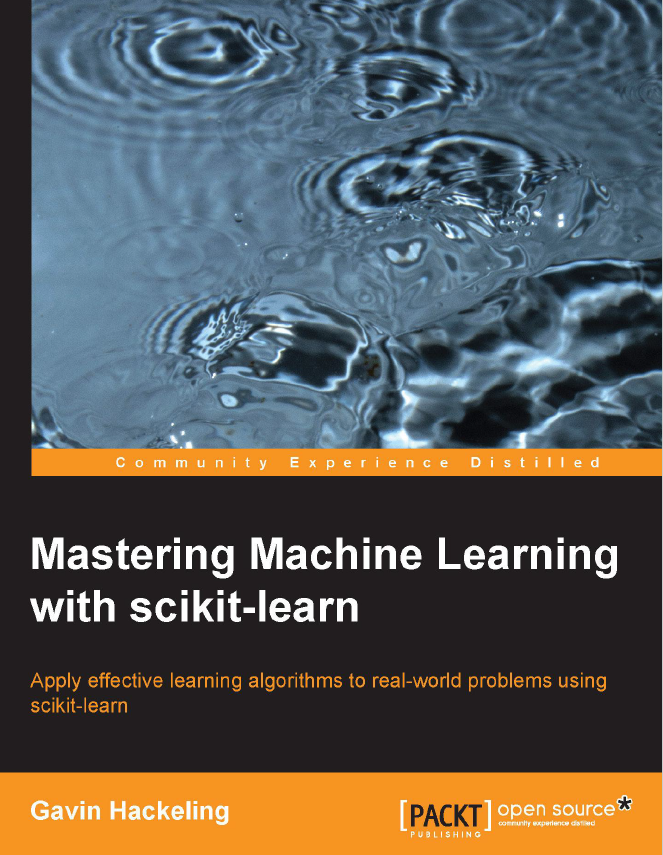 Community Experience Distilled
Mastering Machine Learning
with scikit-learn
Apply effective learning algorithms to real-world problems using
scikit-learn
Gavin Hackeling
[PACKT]
PUBLISHING
open source*
community experience distilled